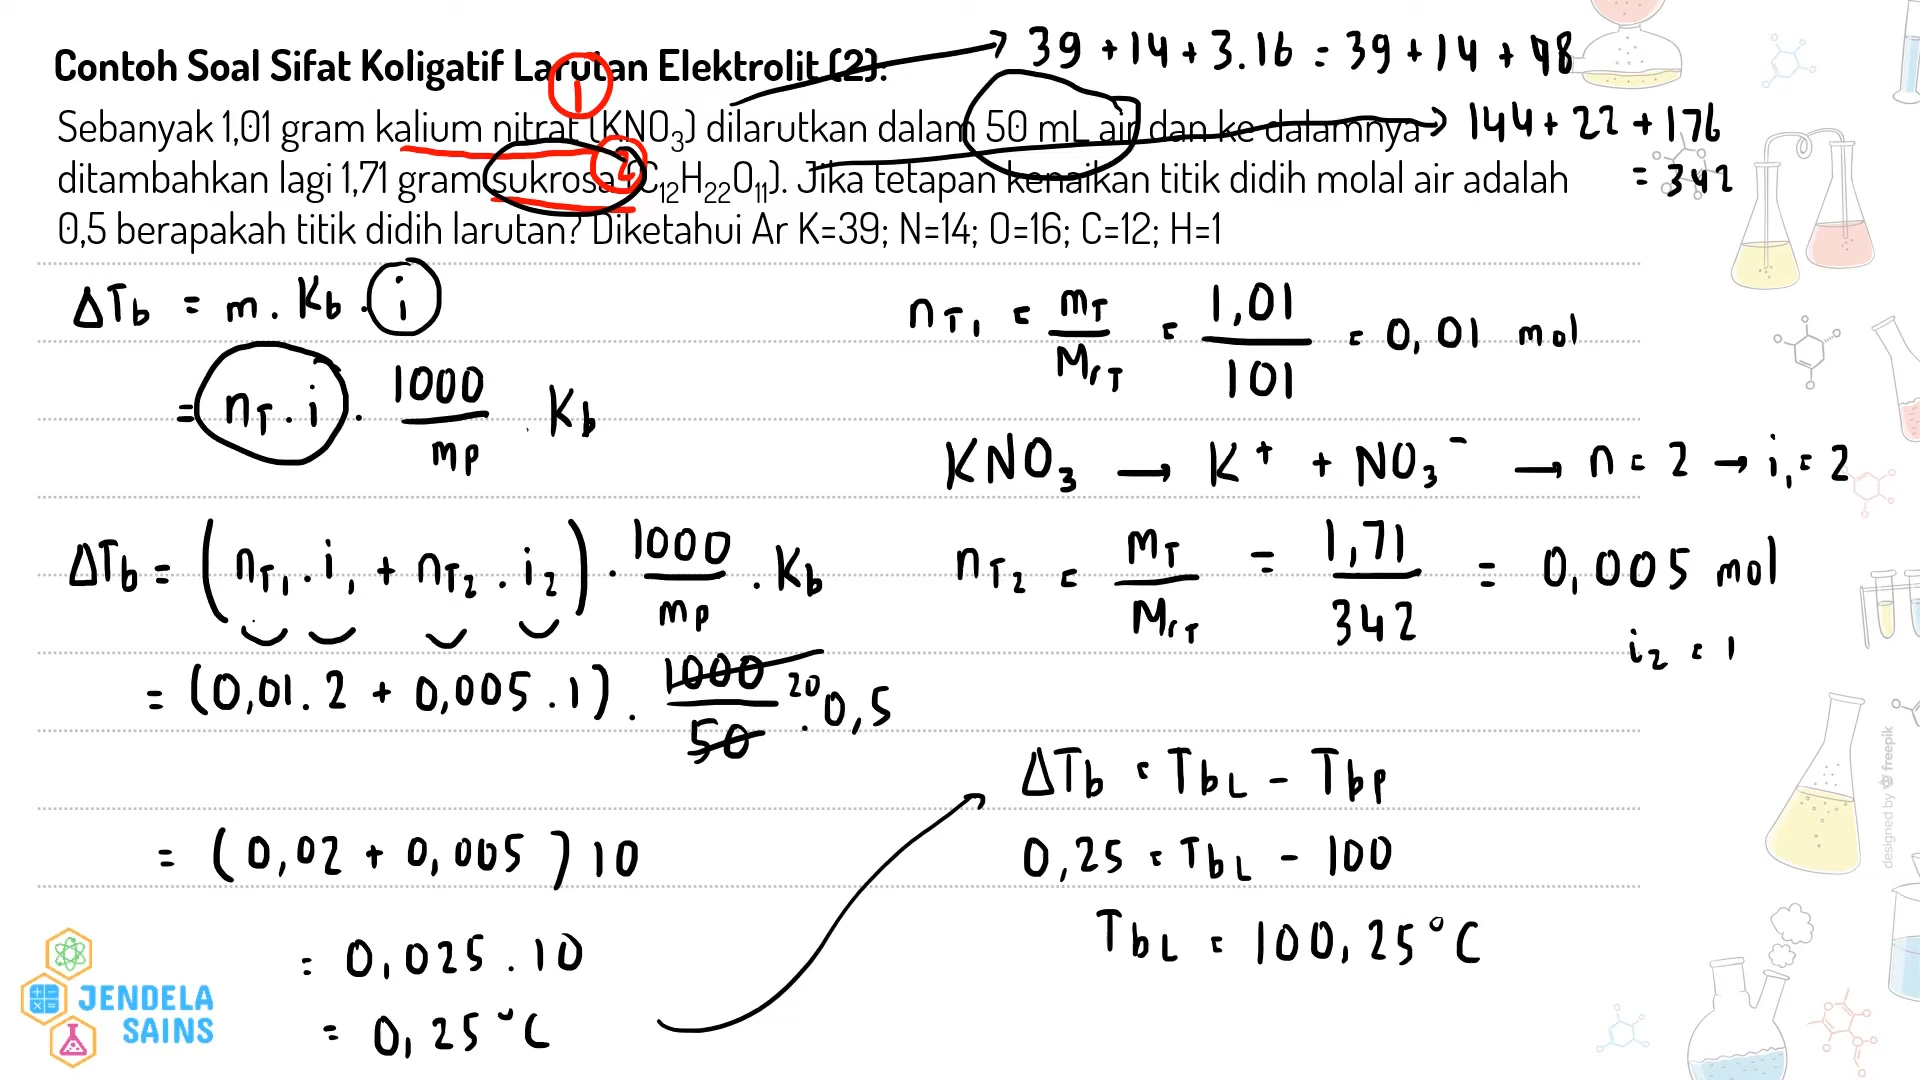 Contoh Soal Sifat Koligatif Larutan Elektrolit (2):
39 + 14 + 3.16 = 39 + 14 + 48
1
Sebanyak 1,01 gram kalium nitrat (KNO₃) dilarutkan dalam 50 mL air dan ke dalamnya
144 + 22 + 176
2
ditambahkan lagi 1,71 gram sukrosa (C₁₂H₂₂O₁₁). Jika tetapan kenaikan titik didih molal air adalah
= 342
0,5 berapakah titik didih larutan? Diketahui Ar K=39; N=14; O=16; C=12; H=1
ΔTb = m . Kb . i
= nT . i . 1000/mp . Kb
ΔTb = (nT₁ . i₁ + nT₂ . i₂) . 1000/mp . Kb
= (0,01 . 2 + 0,005 . 1) . 1000/50 20 . 0,5
= (0,02 + 0,005) 10
= 0,025 . 10
= 0,25 °C
nT₁ = mT/MrT = 1,01/101 = 0,01 mol
KNO₃ → K⁺ + NO₃⁻ → n = 2 → i₁ = 2
nT₂ = mT/MrT = 1,71/342 = 0,005 mol
i₂ = 1
ΔTb = TbL - Tbp
0,25 = TbL - 100
TbL = 100,25 °C
JENDELA
SAINS
designed by freepik